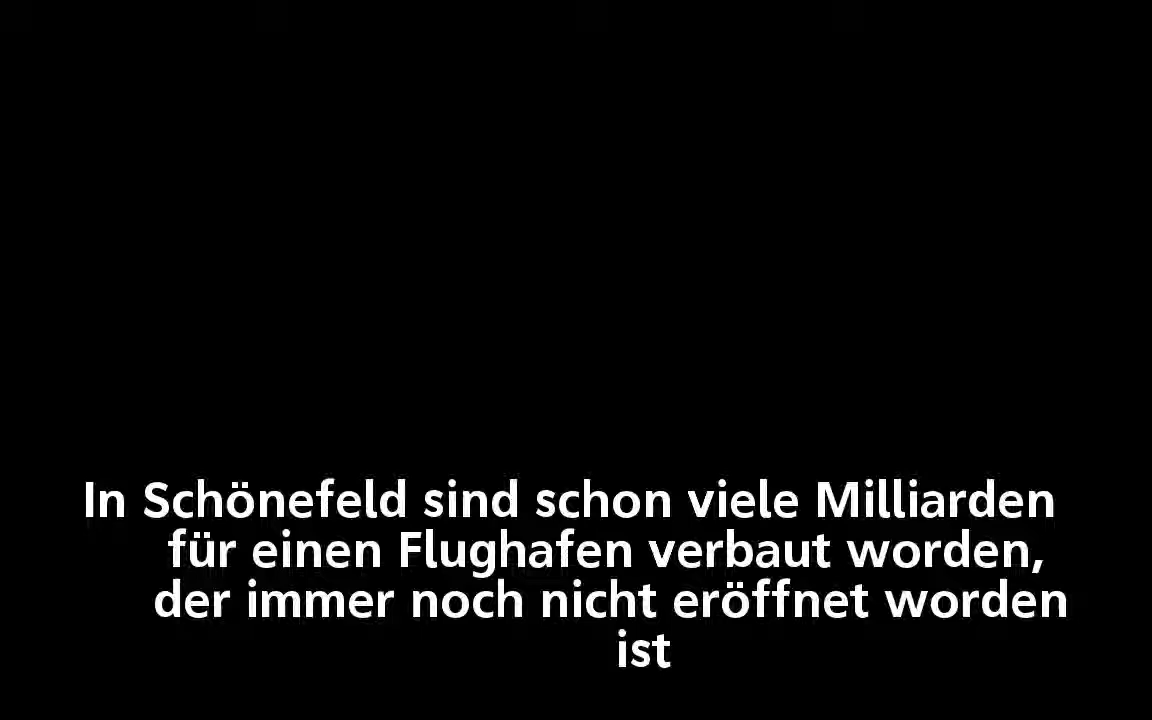 In Schönefeld sind schon viele Milliarden
für einen Flughafen verbaut worden,
der immer noch nicht eröffnet worden
ist